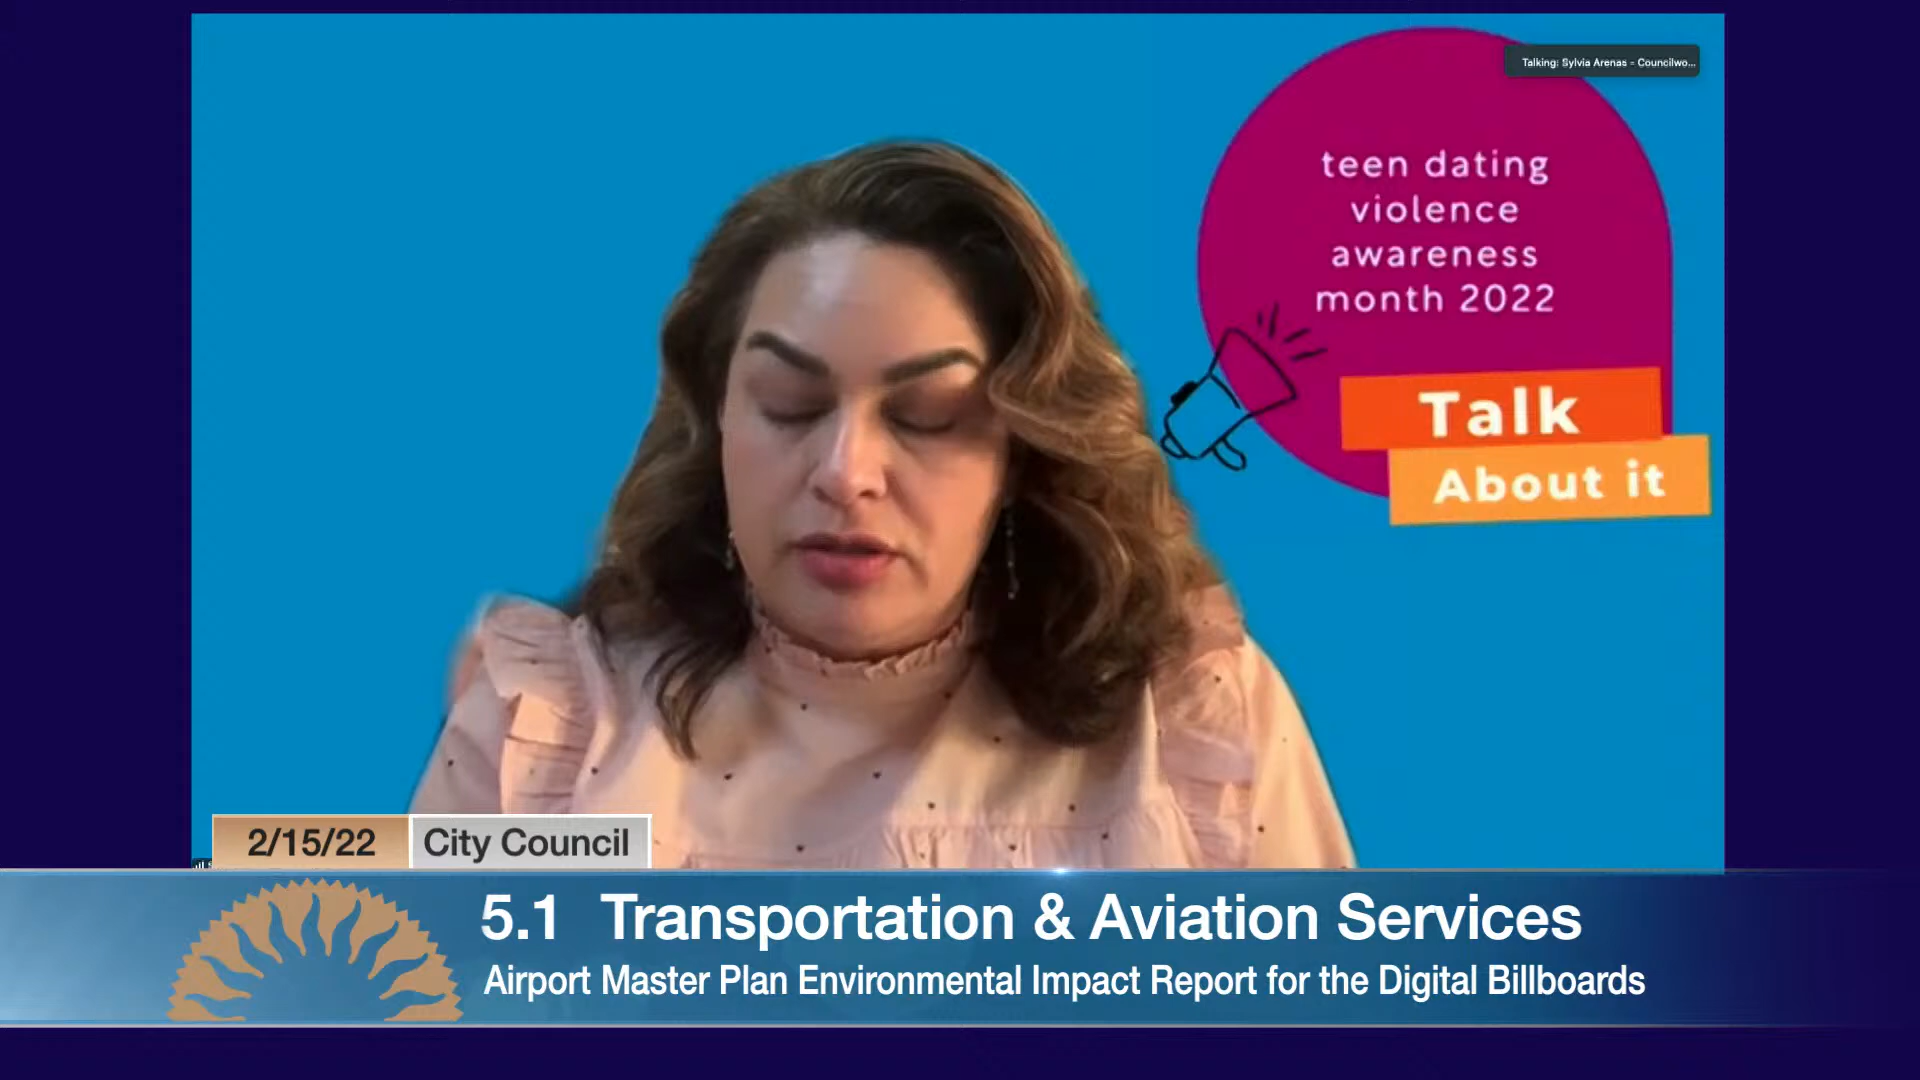 Talking: Sylvia Arenas - Councilwo...
teen dating
violence
awareness
month 2022
Talk
About it
2/15/22 City Council
5.1 Transportation & Aviation Services
Airport Master Plan Environmental Impact Report for the Digital Billboards